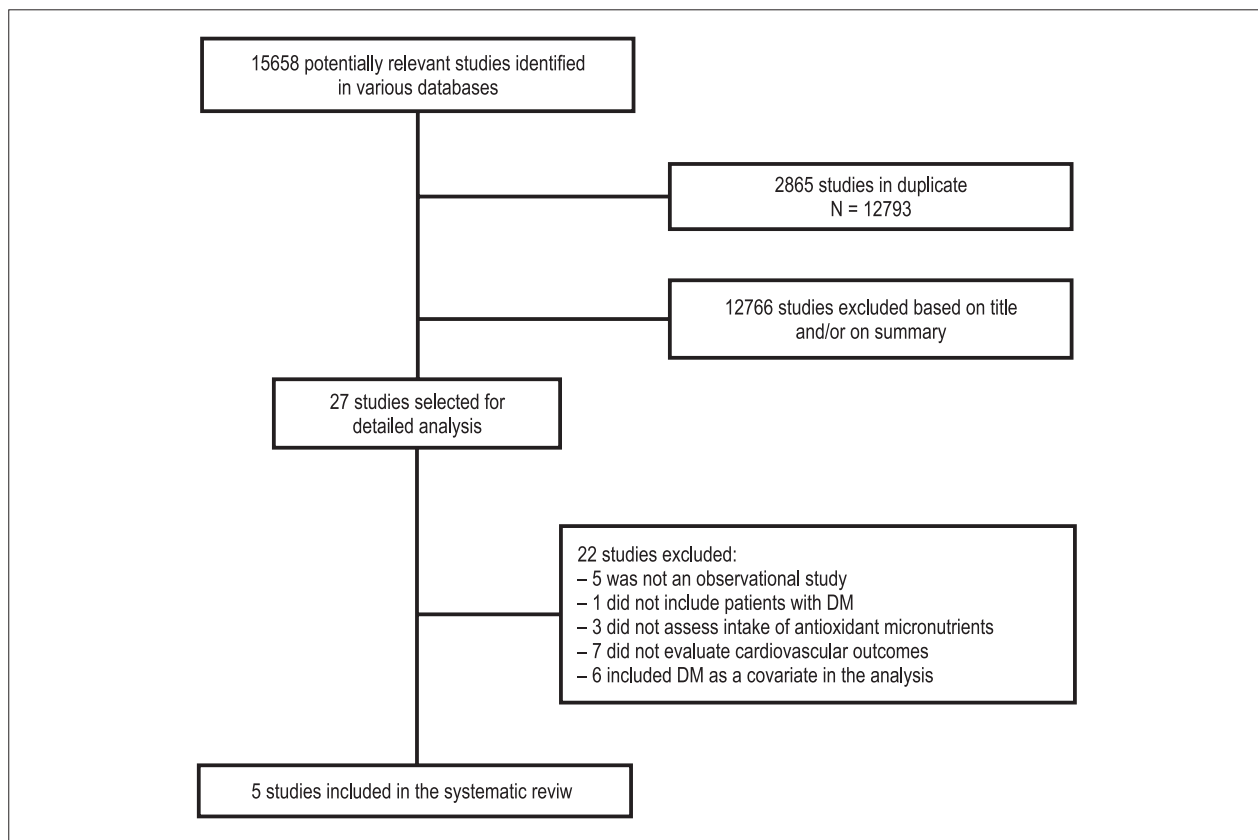 15658 potentially relevant studies identified
in various databases
2865 studies in duplicate
N = 12793
12766 studies excluded based on title
and/or on summary
27 studies selected for
detailed analysis
22 studies excluded:
– 5 was not an observational study
– 1 did not include patients with DM
– 3 did not assess intake of antioxidant micronutrients
– 7 did not evaluate cardiovascular outcomes
– 6 included DM as a covariate in the analysis
5 studies included in the systematic reviw